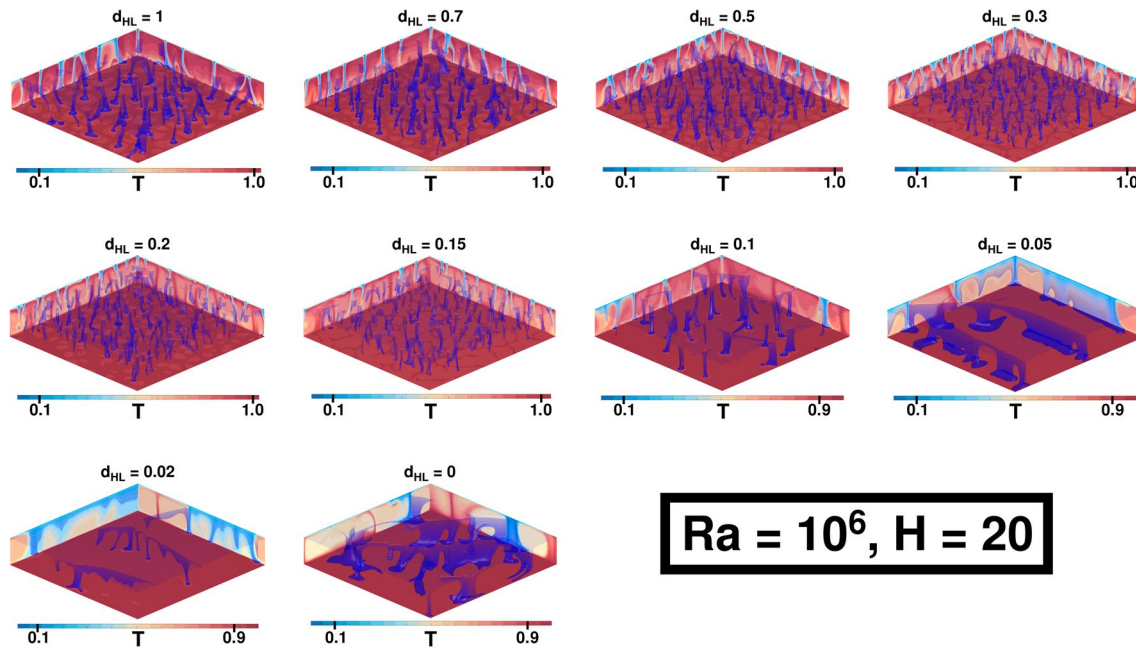 d_HL = 1
d_HL = 0.7
d_HL = 0.5
d_HL = 0.3
0.1 1.0
T
0.1 1.0
T
0.1 1.0
T
0.1 1.0
T
d_HL = 0.2
d_HL = 0.15
d_HL = 0.1
d_HL = 0.05
0.1 1.0
T
0.1 1.0
T
0.1 0.9
T
0.1 0.9
T
d_HL = 0.02
d_HL = 0
Ra = 10⁶, H = 20
0.1 0.9
T
0.1 0.9
T